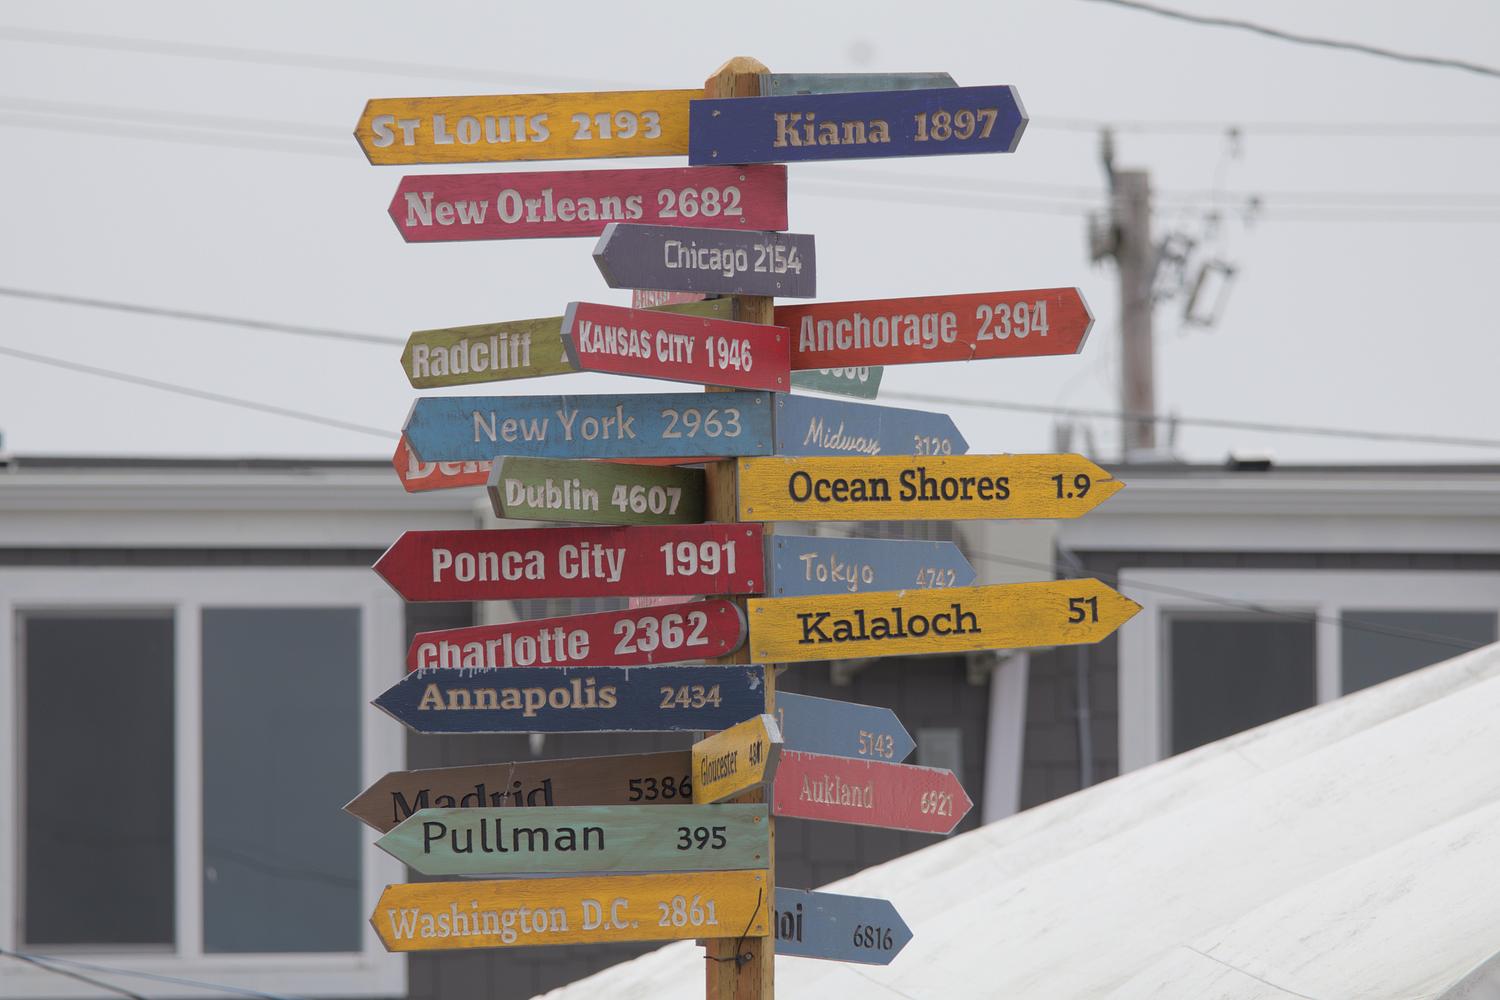 St Louis 2193
Kiana 1897
New Orleans 2682
Chicago 2154
Radcliff
KANSAS CITY 1946
Anchorage 2394
New York 2963
Midway 3129
Dublin 4607
Ocean Shores 1.9
Ponca City 1991
Tokyo 4742
Charlotte 2362
Kalaloch 51
Annapolis 2434
5143
Gloucester
Madrid 5386
Aukland 6921
Pullman 395
Washington D.C. 2861
6816